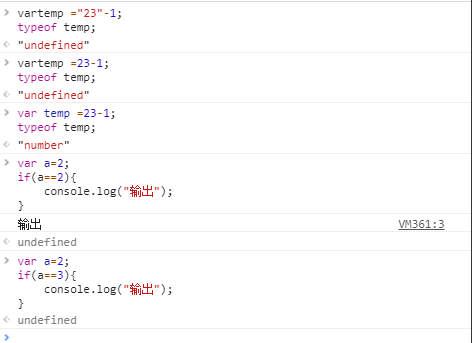 vartemp ="23"-1;
typeof temp;
"undefined"
vartemp =23-1;
typeof temp;
"undefined"
var temp =23-1;
typeof temp;
"number"
var a=2;
if(a==2){
    console.log("输出");
}
输出 VM361:3
undefined
var a=2;
if(a==3){
    console.log("输出");
}
undefined